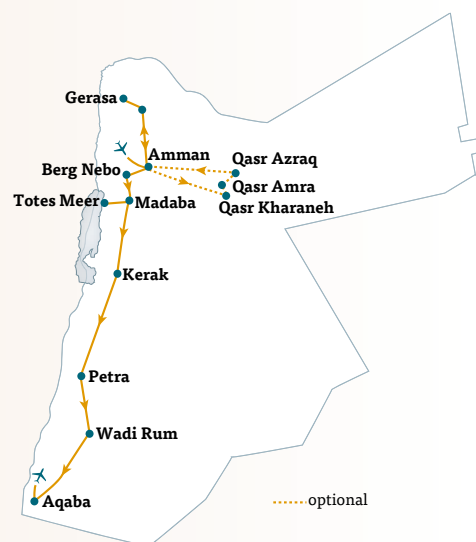 Gerasa
Amman
Qasr Azraq
Berg Nebo
Qasr Amra
Totes Meer
Madaba
Qasr Kharaneh
Kerak
Petra
Wadi Rum
Aqaba
optional